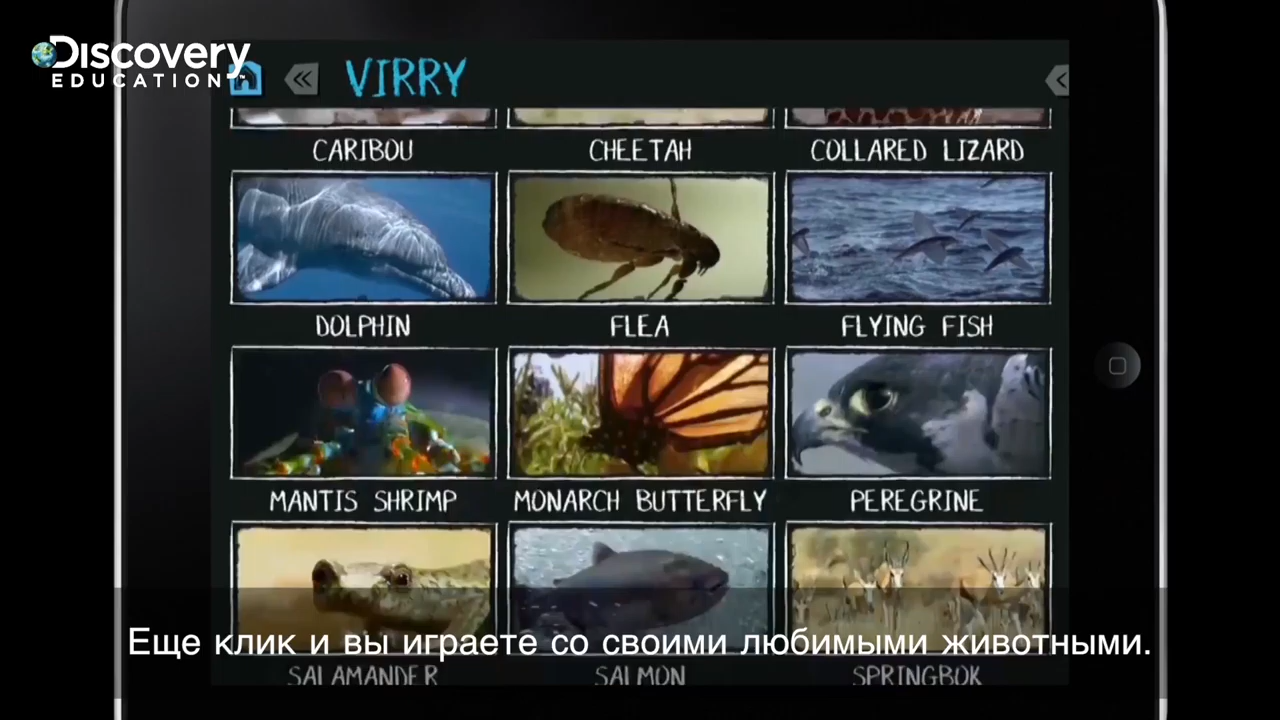 Discovery
EDUCATION™
VIRRY
CARIBOU CHEETAH COLLARED LIZARD
DOLPHIN FLEA FLYING FISH
MANTIS SHRIMP MONARCH BUTTERFLY PEREGRINE
Еще клик и вы играете со своими любимыми животными.
SALAMANDER SALMON SPRINGBOK